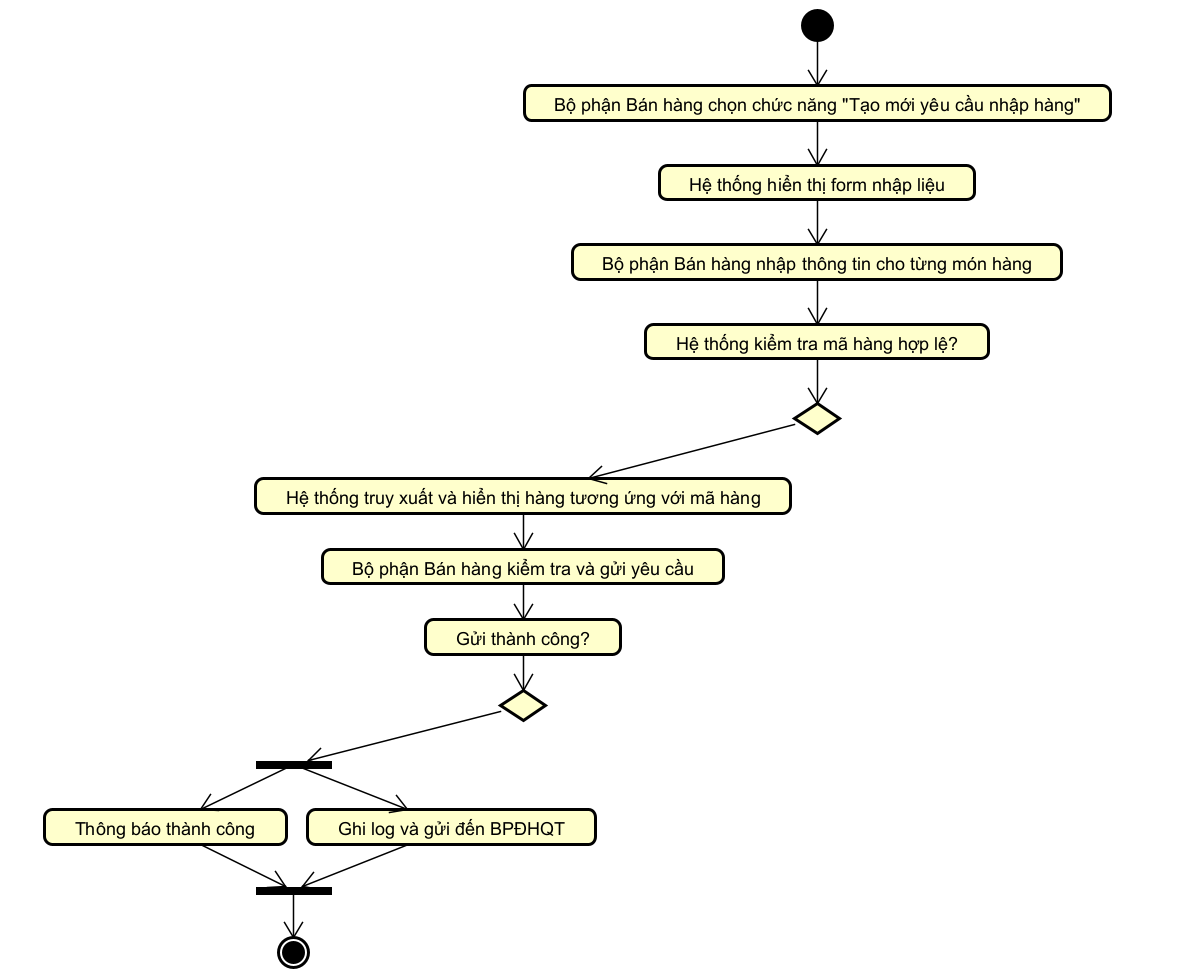 Bộ phận Bán hàng chọn chức năng "Tạo mới yêu cầu nhập hàng"
Hệ thống hiển thị form nhập liệu
Bộ phận Bán hàng nhập thông tin cho từng món hàng
Hệ thống kiểm tra mã hàng hợp lệ?
Hệ thống truy xuất và hiển thị hàng tương ứng với mã hàng
Bộ phận Bán hàng kiểm tra và gửi yêu cầu
Gửi thành công?
Thông báo thành công
Ghi log và gửi đến BPĐHQT